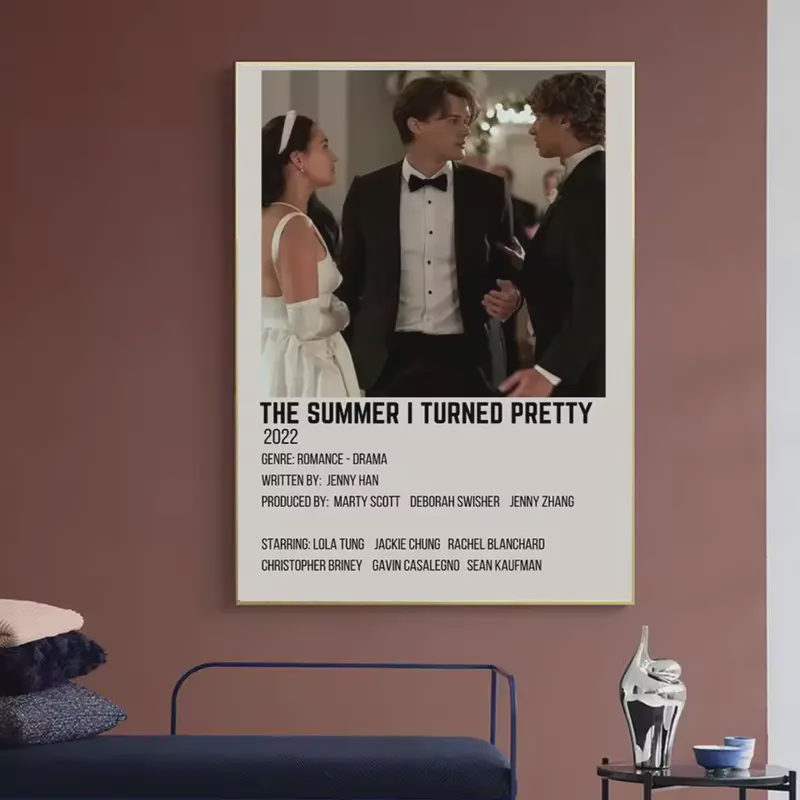 THE SUMMER I TURNED PRETTY
2022
GENRE: ROMANCE - DRAMA
WRITTEN BY: JENNY HAN
PRODUCED BY: MARTY SCOTT DEBORAH SWISHER JENNY ZHANG
STARRING: LOLA TUNG JACKIE CHUNG RACHEL BLANCHARD
CHRISTOPHER BRINEY GAVIN CASALEGNO SEAN KAUFMAN